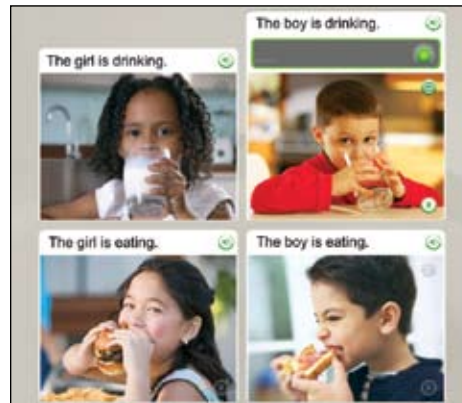 The girl is drinking.
The boy is drinking.
The girl is eating.
The boy is eating.